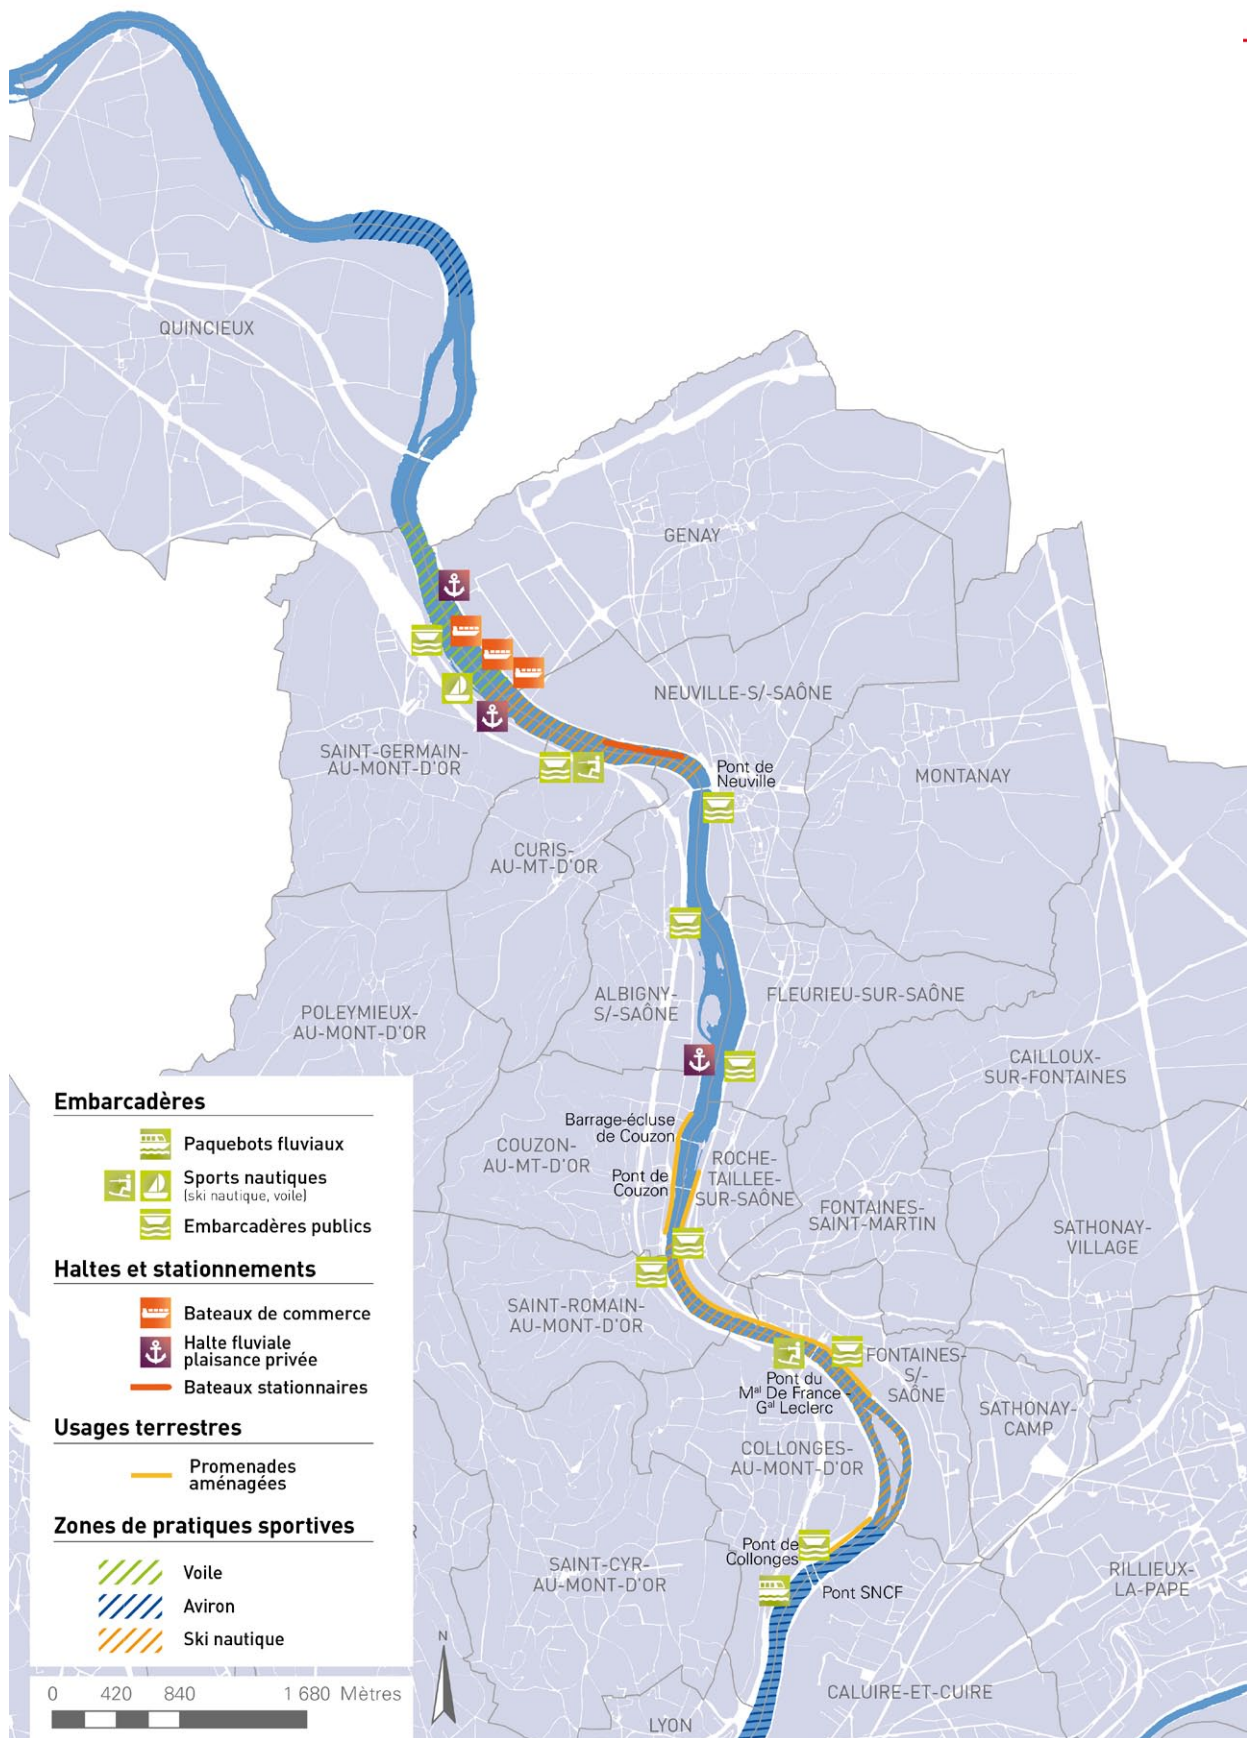 QUINCIEUX
GENAY
NEUVILLE-S/-SAÔNE
SAINT-GERMAIN-
AU-MONT-D'OR
Pont de
Neuville
MONTANAY
CURIS-
AU-MT-D'OR
ALBIGNY-
S/-SAÔNE
FLEURIEU-SUR-SAÔNE
POLEYMIEUX-
AU-MONT-D'OR
CAILLOUX-
SUR-FONTAINES
Barrage-écluse
de Couzon
COUZON-
AU-MT-D'OR
ROCHE-
TAILLEE-
SUR-SAÔNE
Pont de
Couzon
FONTAINES-
SAINT-MARTIN
SATHONAY-
VILLAGE
SAINT-ROMAIN-
AU-MONT-D'OR
FONTAINES-
S/-
SAÔNE
Pont du
Mal De France -
Gal Leclerc
SATHONAY-
CAMP
COLLONGES-
AU-MONT-D'OR
Pont de
Collonges
SAINT-CYR-
AU-MONT-D'OR
Pont SNCF
RILLIEUX-
LA-PAPE
CALUIRE-ET-CUIRE
LYON
R
Embarcadères
Paquebots fluviaux
Sports nautiques
(ski nautique, voile)
Embarcadères publics
Haltes et stationnements
Bateaux de commerce
Halte fluviale
plaisance privée
Bateaux stationnaires
Usages terrestres
Promenades
aménagées
Zones de pratiques sportives
Voile
Aviron
Ski nautique
N
0 420 840 1 680 Mètres